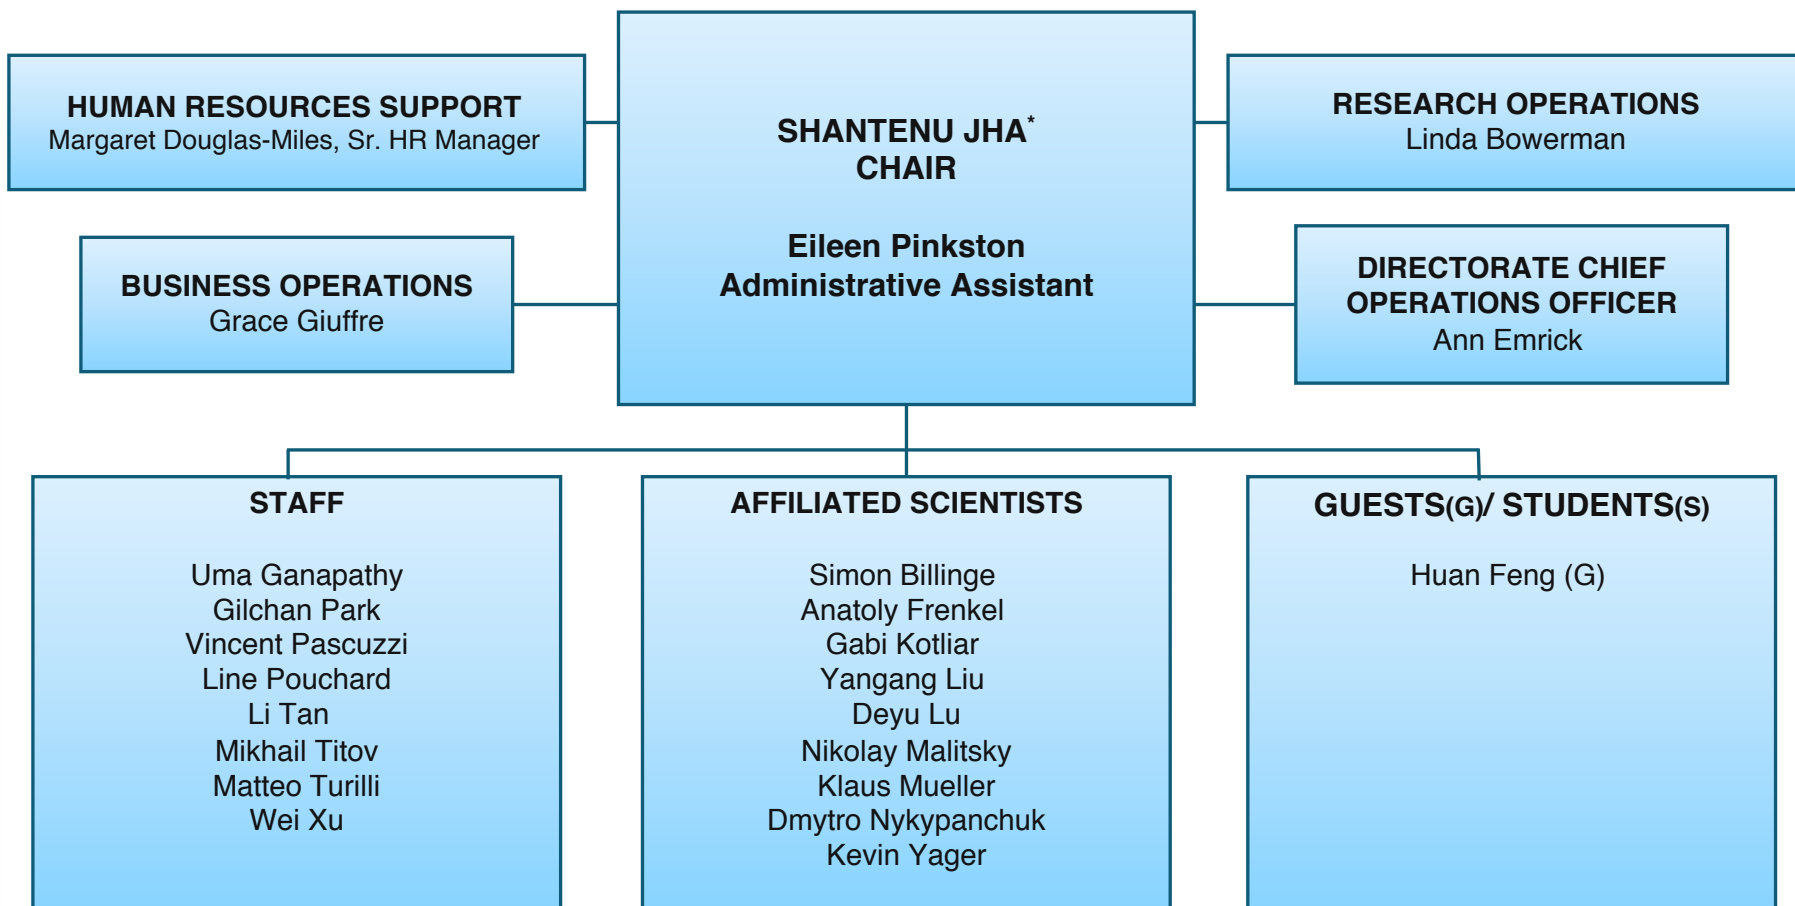 HUMAN RESOURCES SUPPORT
Margaret Douglas-Miles, Sr. HR Manager
BUSINESS OPERATIONS
Grace Giuffre
SHANTENU JHA*
CHAIR
Eileen Pinkston
Administrative Assistant
RESEARCH OPERATIONS
Linda Bowerman
DIRECTORATE CHIEF
OPERATIONS OFFICER
Ann Emrick
STAFF
Uma Ganapathy
Gilchan Park
Vincent Pascuzzi
Line Pouchard
Li Tan
Mikhail Titov
Matteo Turilli
Wei Xu
AFFILIATED SCIENTISTS
Simon Billinge
Anatoly Frenkel
Gabi Kotliar
Yangang Liu
Deyu Lu
Nikolay Malitsky
Klaus Mueller
Dmytro Nykypanchuk
Kevin Yager
GUESTS(G)/ STUDENTS(S)
Huan Feng (G)